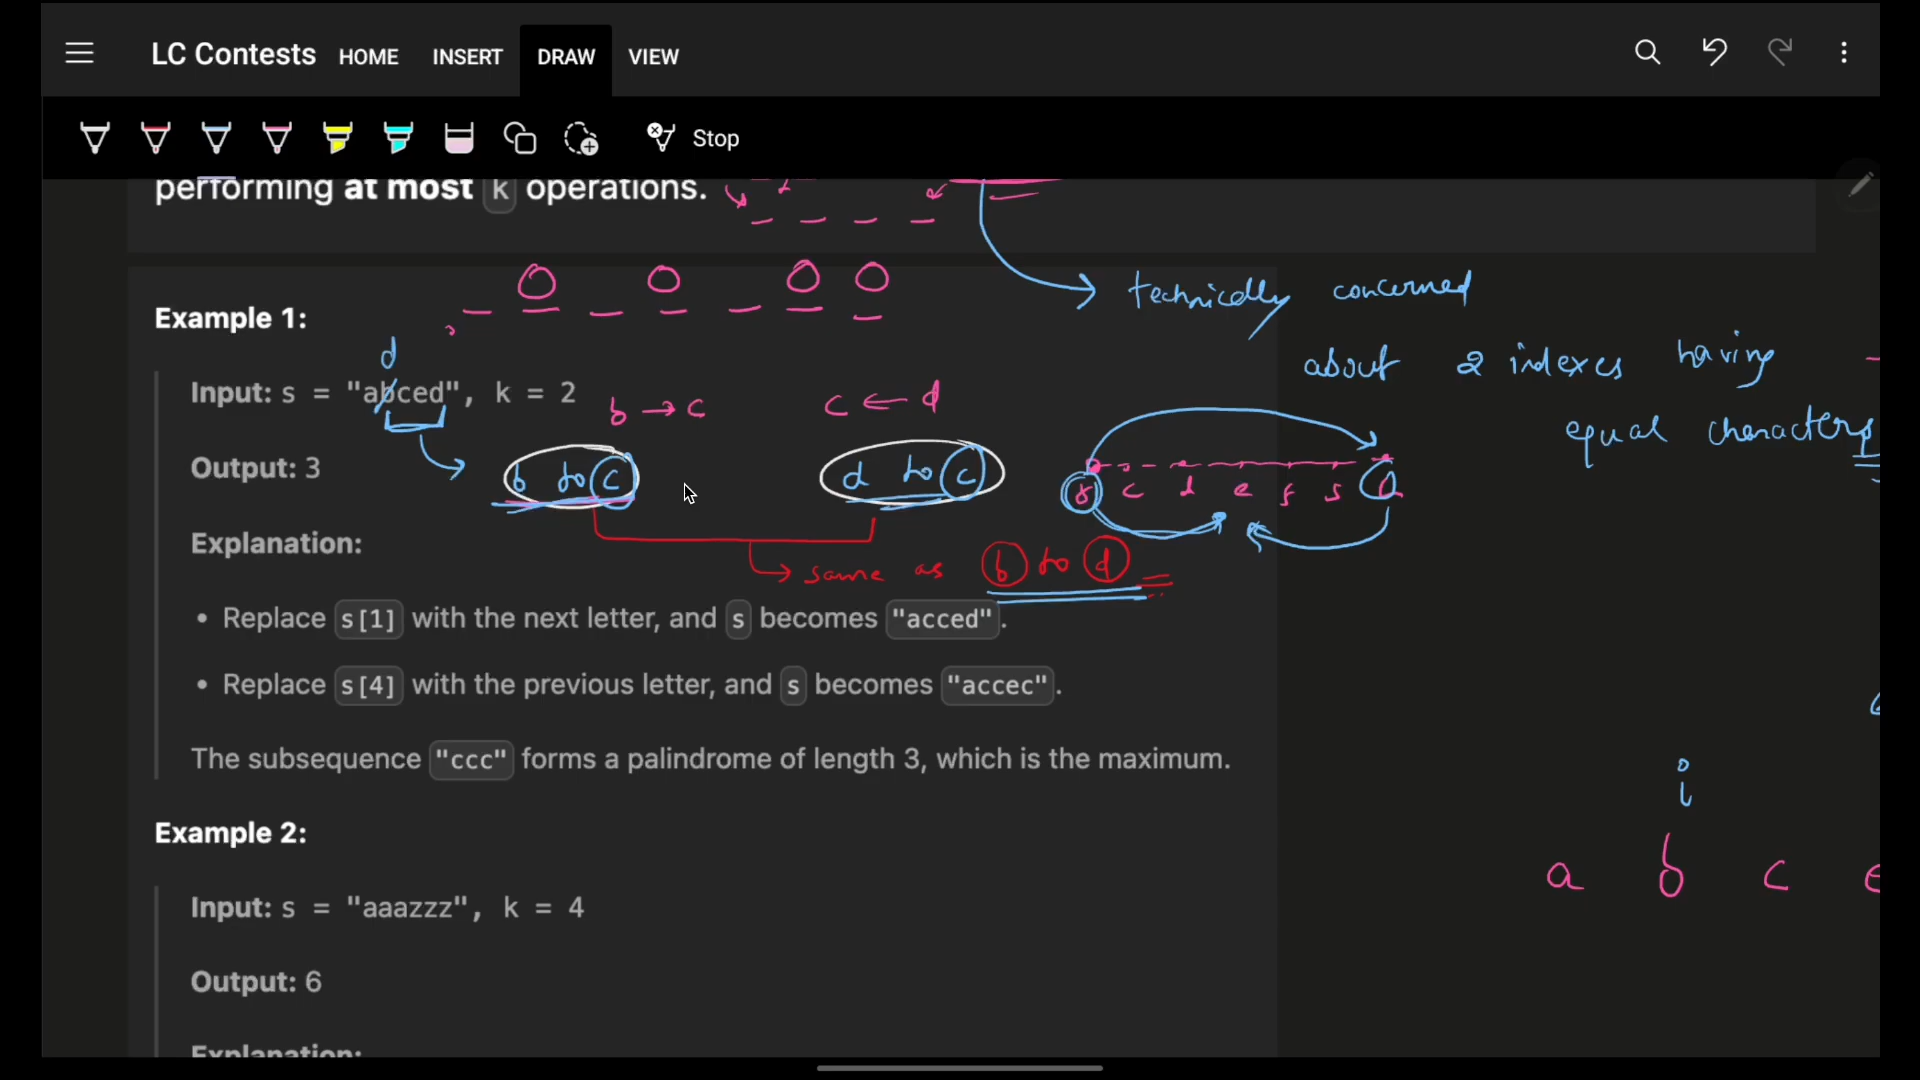 LC Contests HOME INSERT DRAW VIEW
Stop
performing at most k operations.
technically concerned
Example 1:
d
about 2 indexes having
Input: s = "abced", k = 2
b → c c ← d
equal characters
Output: 3
b to c d to c
c d e f
Explanation:
same as b to d
• Replace s[1] with the next letter, and s becomes "acced".
• Replace s[4] with the previous letter, and s becomes "accec".
The subsequence "ccc" forms a palindrome of length 3, which is the maximum.
i
Example 2:
a b c e
Input: s = "aaazzz", k = 4
Output: 6
Explanation: